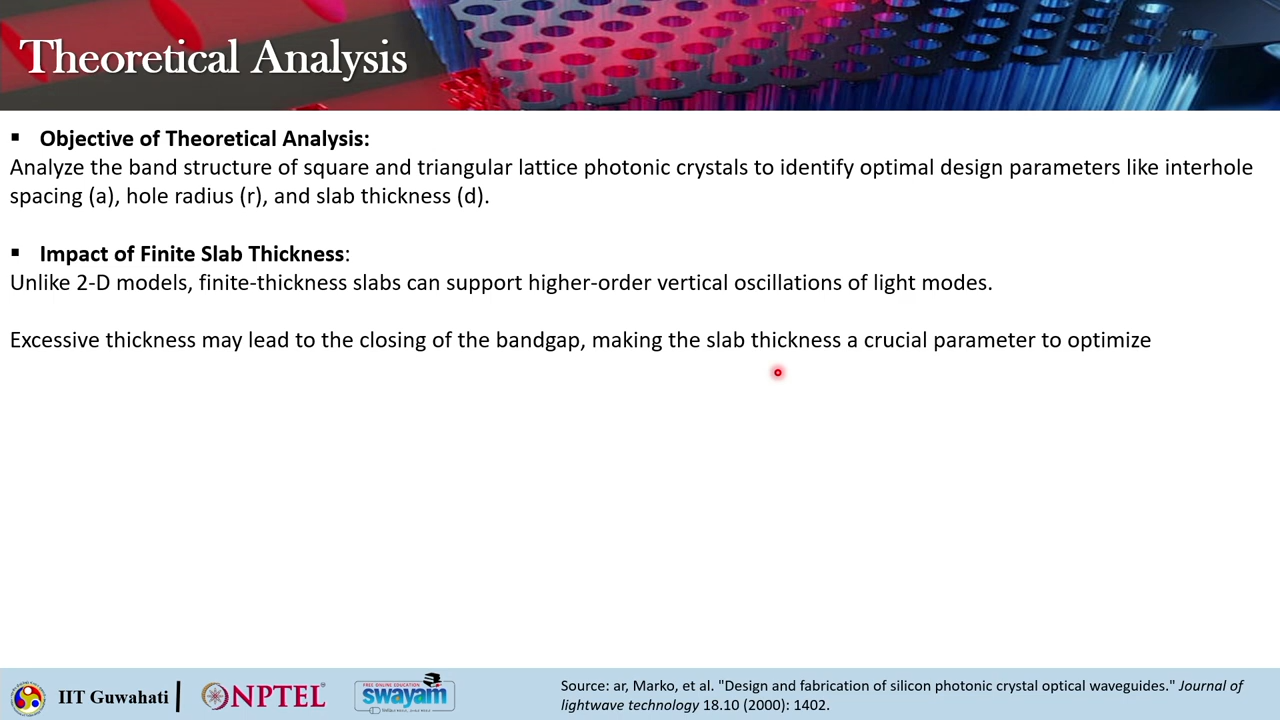 Theoretical Analysis
▪ Objective of Theoretical Analysis:
Analyze the band structure of square and triangular lattice photonic crystals to identify optimal design parameters like interhole
spacing (a), hole radius (r), and slab thickness (d).
▪ Impact of Finite Slab Thickness:
Unlike 2-D models, finite-thickness slabs can support higher-order vertical oscillations of light modes.
Excessive thickness may lead to the closing of the bandgap, making the slab thickness a crucial parameter to optimize
IIT Guwahati
NPTEL
FREE ONLINE EDUCATION
swayam
Source: ar, Marko, et al. "Design and fabrication of silicon photonic crystal optical waveguides." Journal of
lightwave technology 18.10 (2000): 1402.